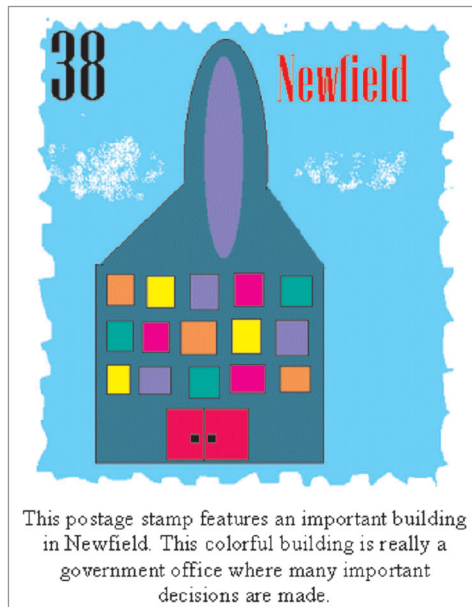 38
Newfield
This postage stamp features an important building
in Newfield. This colorful building is really a
government office where many important
decisions are made.